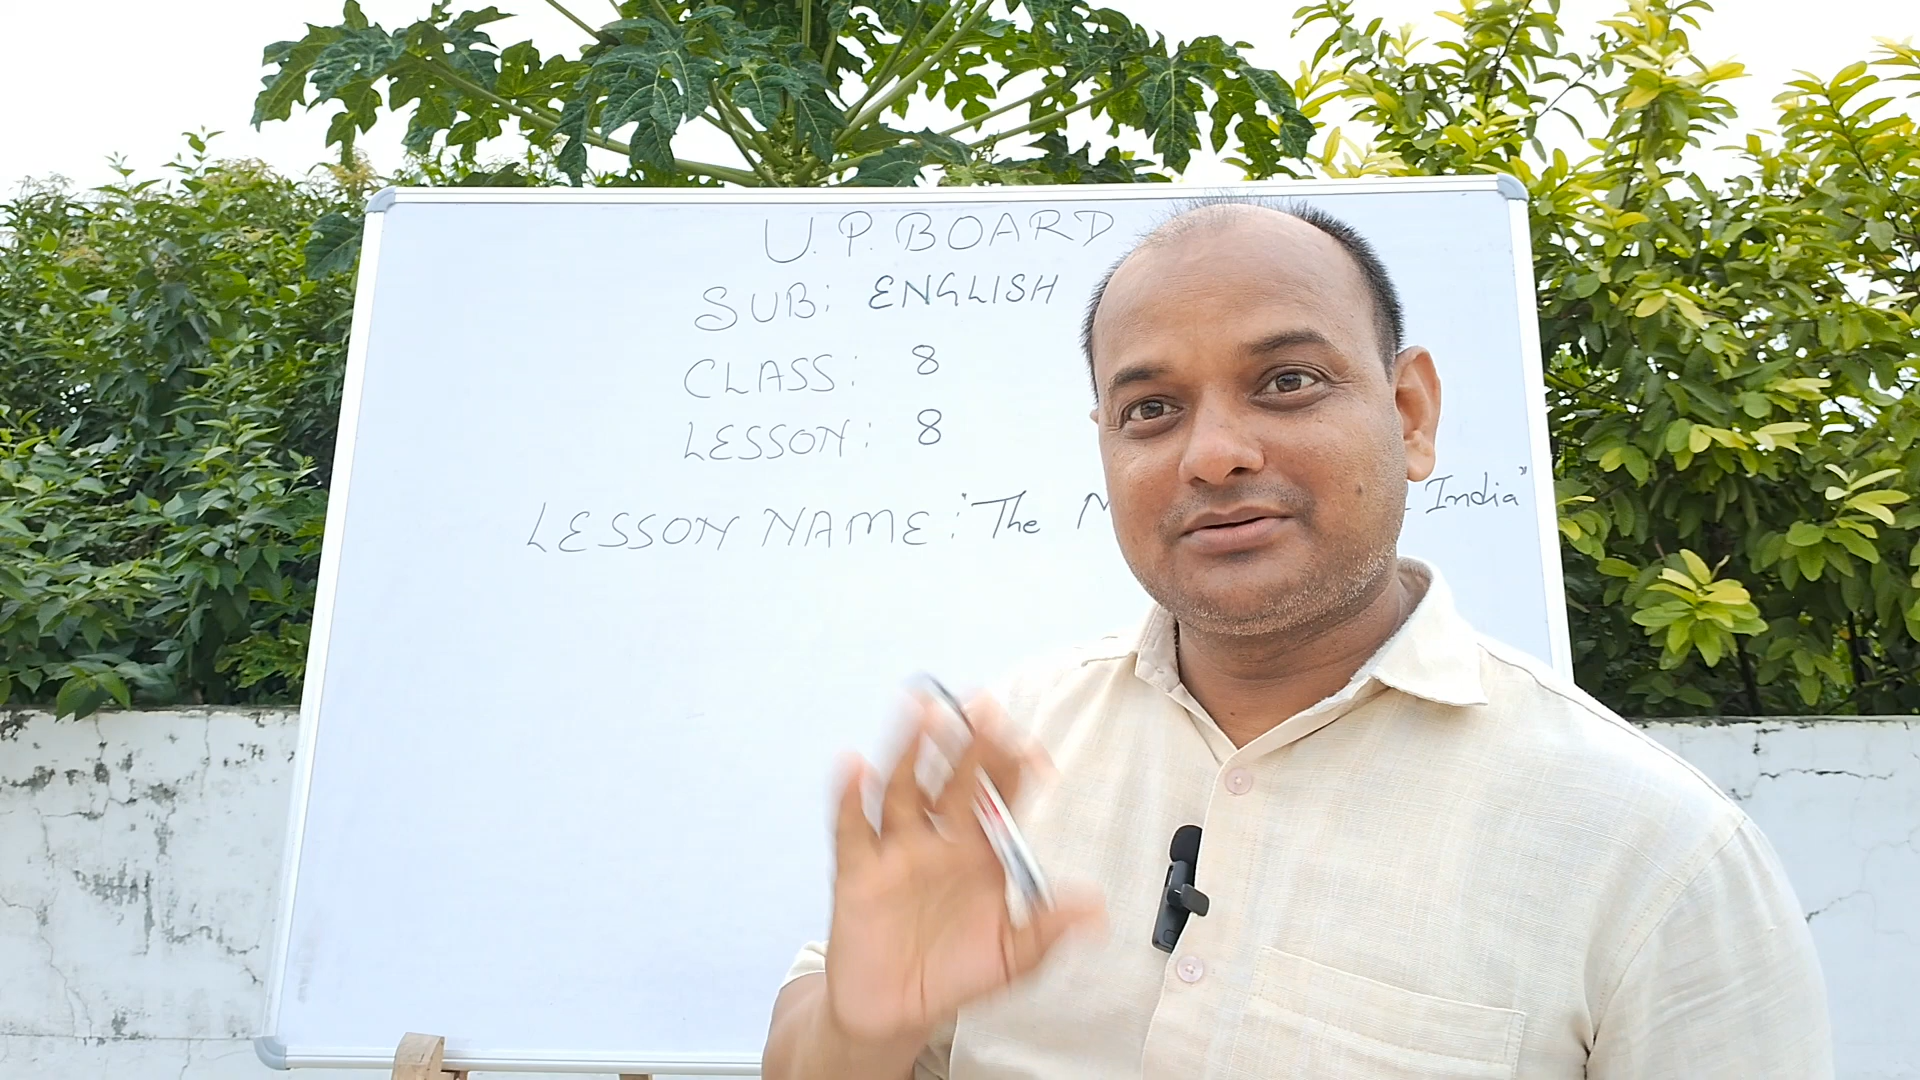 U.P. BOARD
SUB: ENGLISH
CLASS: 8
LESSON: 8
LESSON NAME: "The India"